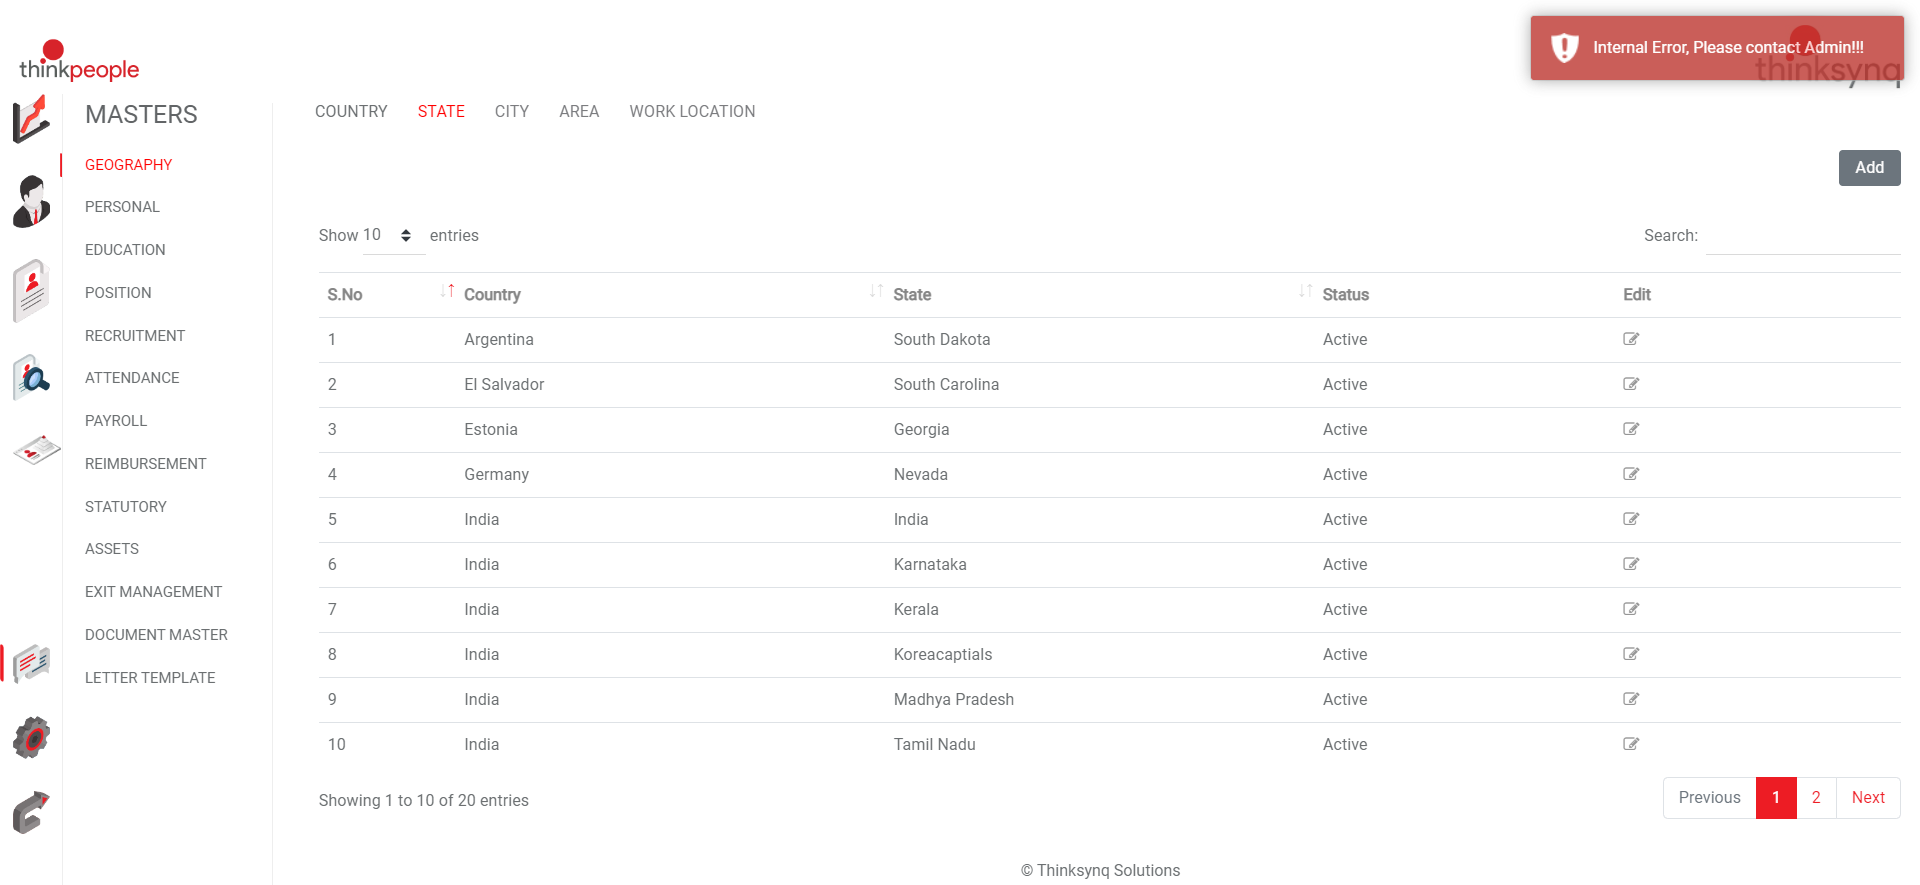 thinkpeople
Internal Error, Please contact Admin!!!
thinksynq
MASTERS
GEOGRAPHY
PERSONAL
EDUCATION
POSITION
RECRUITMENT
ATTENDANCE
PAYROLL
REIMBURSEMENT
STATUTORY
ASSETS
EXIT MANAGEMENT
DOCUMENT MASTER
LETTER TEMPLATE
COUNTRY STATE CITY AREA WORK LOCATION
Add
Show 10 entries Search:
S.No Country State Status Edit
1 Argentina South Dakota Active
2 El Salvador South Carolina Active
3 Estonia Georgia Active
4 Germany Nevada Active
5 India India Active
6 India Karnataka Active
7 India Kerala Active
8 India Koreacaptials Active
9 India Madhya Pradesh Active
10 India Tamil Nadu Active
Showing 1 to 10 of 20 entries Previous 1 2 Next
© Thinksynq Solutions